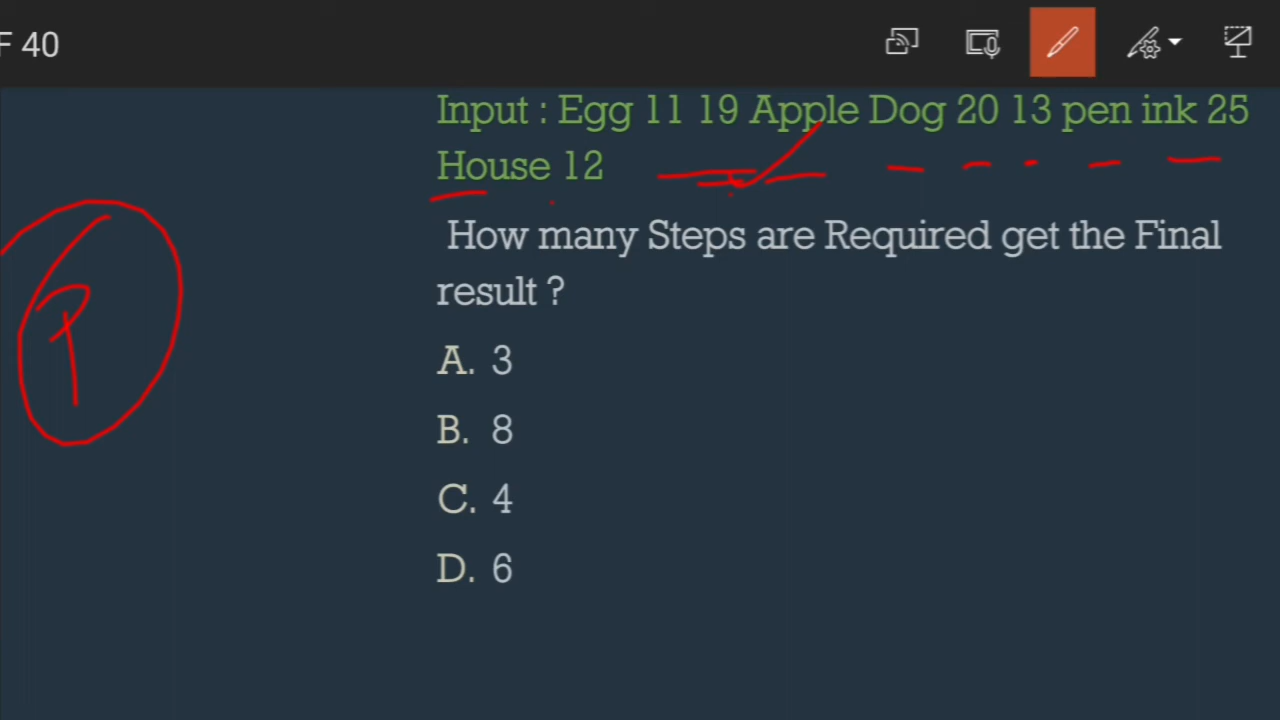 F 40
Input : Egg 11 19 Apple Dog 20 13 pen ink 25
House 12
How many Steps are Required get the Final
result ?
A. 3
B. 8
C. 4
D. 6